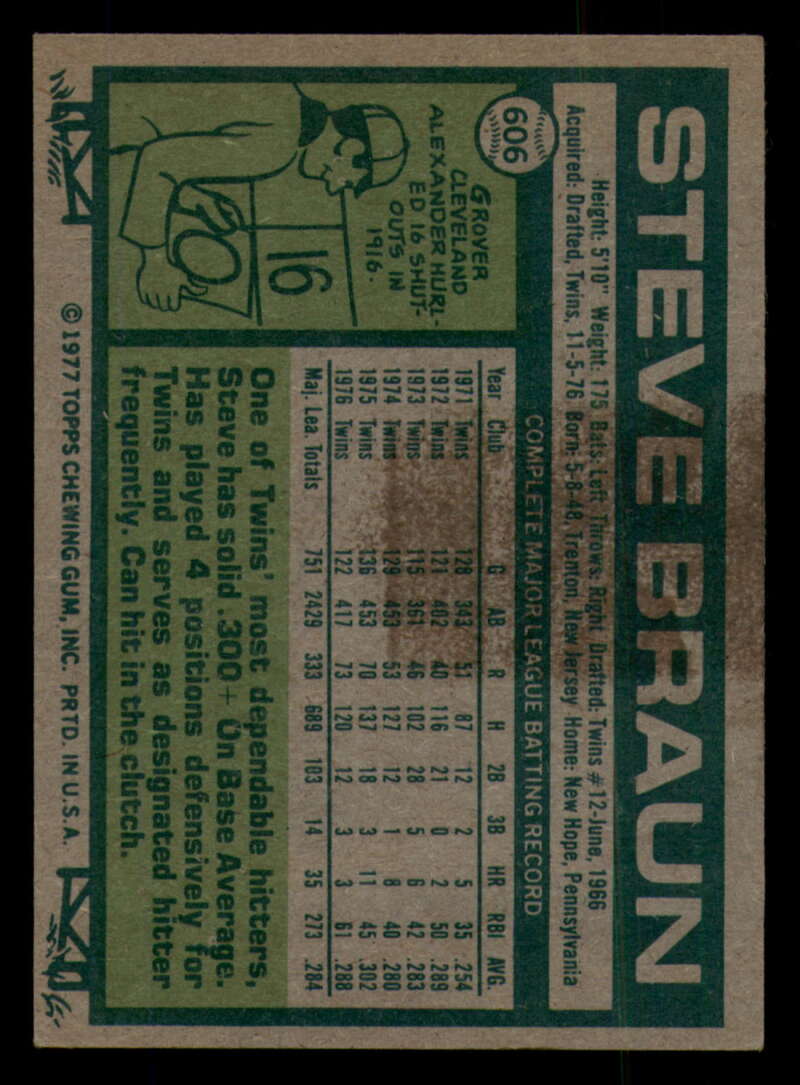 STEVE BRAUN
606
Height: 5'10" Weight: 175 Bats: Left Throws: Right Drafted: Twins #12-June, 1966
Acquired: Drafted, Twins, 11-5-76 Born: 5-8-48, Trenton, New Jersey Home: New Hope, Pennsylvania
COMPLETE MAJOR LEAGUE BATTING RECORD
Year Club G AB R H 2B 3B HR RBI AVG.
1971 Twins 128 343 51 87 12 2 5 35 .254
1972 Twins 121 402 40 116 21 0 2 50 .289
1973 Twins 115 361 46 102 28 5 6 42 .283
1974 Twins 129 453 53 127 12 1 8 40 .280
1975 Twins 136 453 70 137 18 3 11 45 .302
1976 Twins 122 417 73 120 12 3 3 61 .288
Maj. Lea. Totals 751 2429 333 689 103 14 35 273 .284
GROVER
CLEVELAND
ALEXANDER HURL-
ED 16 SHUT-
OUTS IN
1916.
16
0
One of Twins' most dependable hitters,
Steve has solid .300+ On Base Average.
Has played 4 positions defensively for
Twins and serves as designated hitter
frequently. Can hit in the clutch.
© 1977 TOPPS CHEWING GUM, INC. PRTD. IN U.S.A.